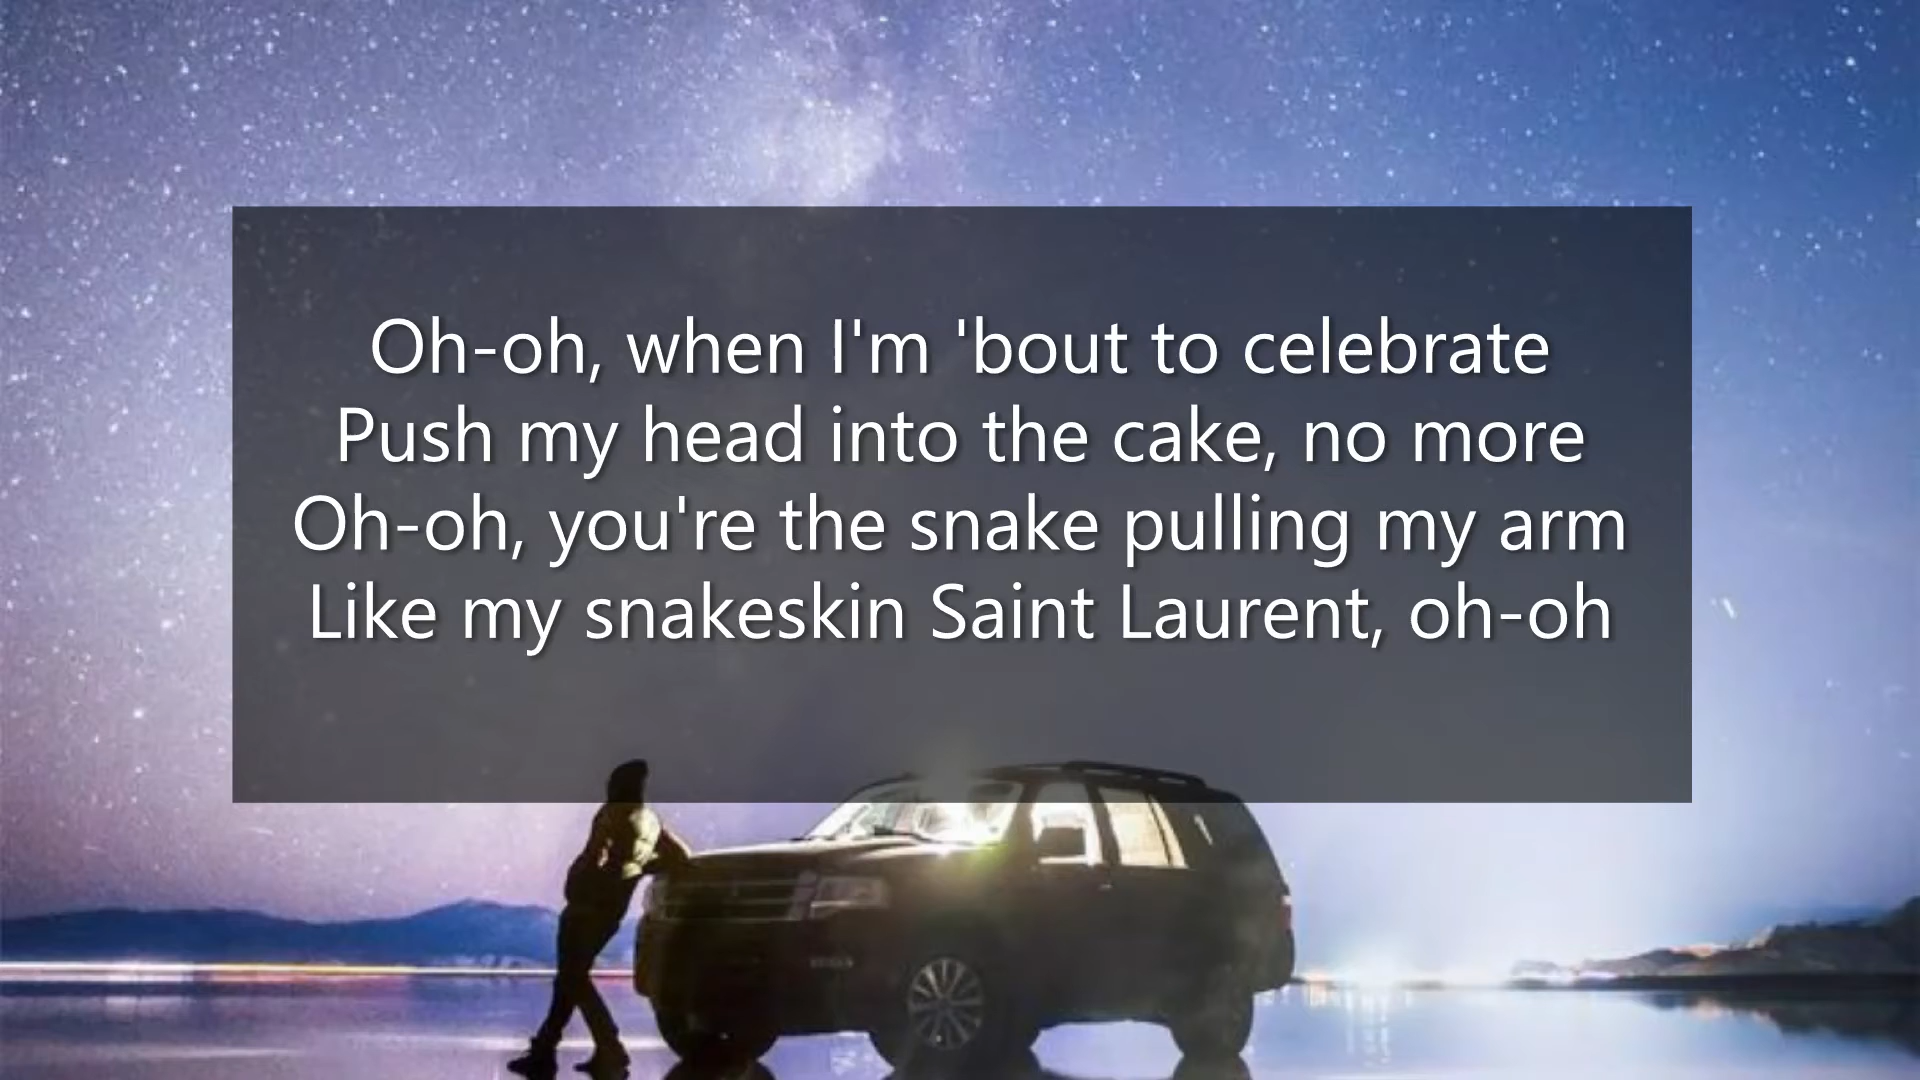 Oh-oh, when I'm 'bout to celebrate
Push my head into the cake, no more
Oh-oh, you're the snake pulling my arm
Like my snakeskin Saint Laurent, oh-oh